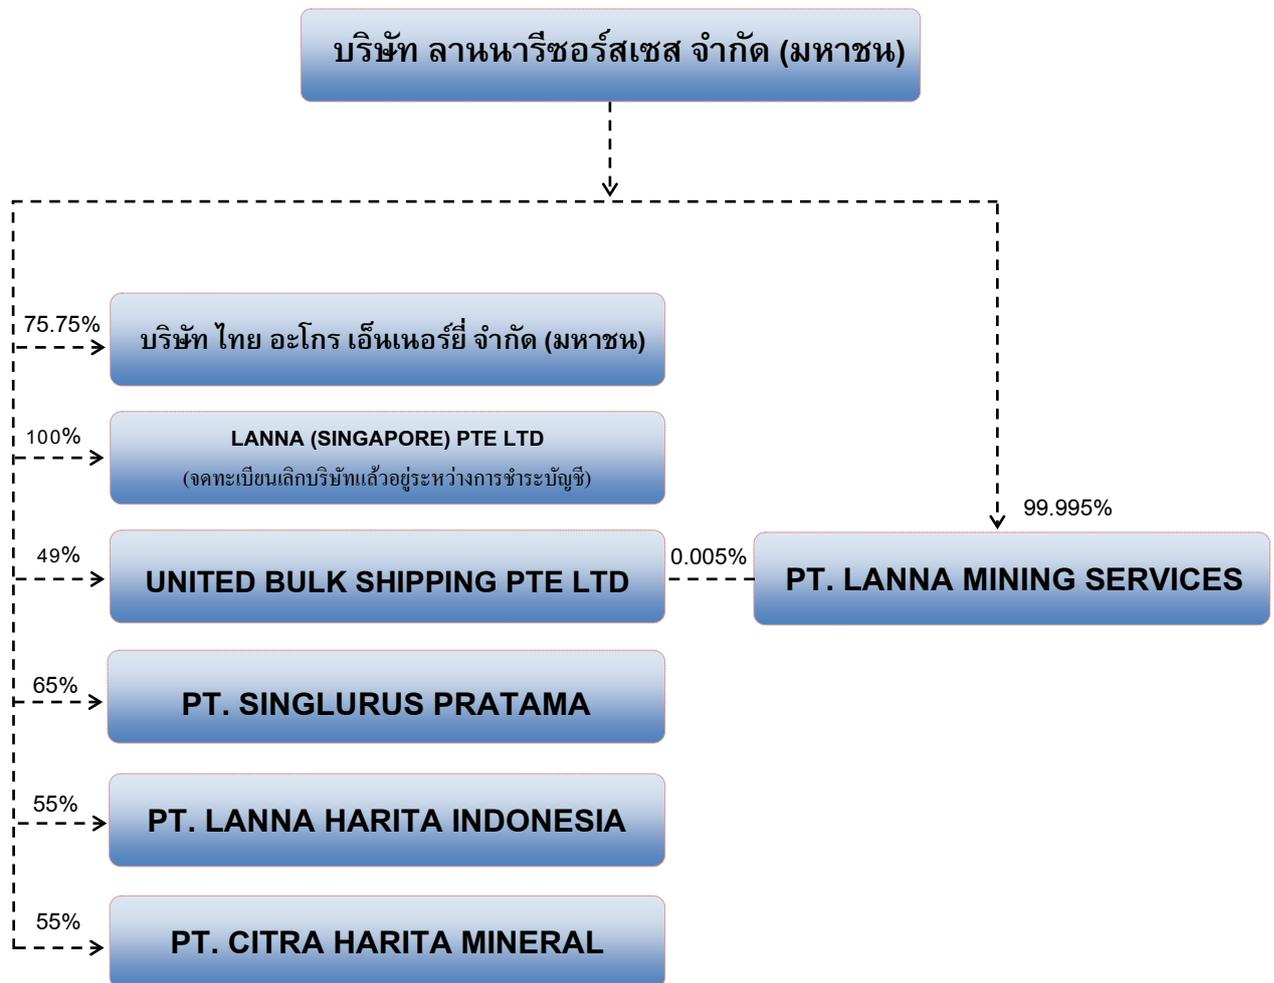 บริษัท ลานนารีซอร์สเซส จำกัด (มหาชน)
75.75%
บริษัท ไทย อะโกร เอ็นเนอร์ยี่ จำกัด (มหาชน)
100%
LANNA (SINGAPORE) PTE LTD
(จดทะเบียนเลิกบริษัทแล้วอยู่ระหว่างการชำระบัญชี)
99.995%
49%
UNITED BULK SHIPPING PTE LTD
0.005%
PT. LANNA MINING SERVICES
65%
PT. SINGLURUS PRATAMA
55%
PT. LANNA HARITA INDONESIA
55%
PT. CITRA HARITA MINERAL